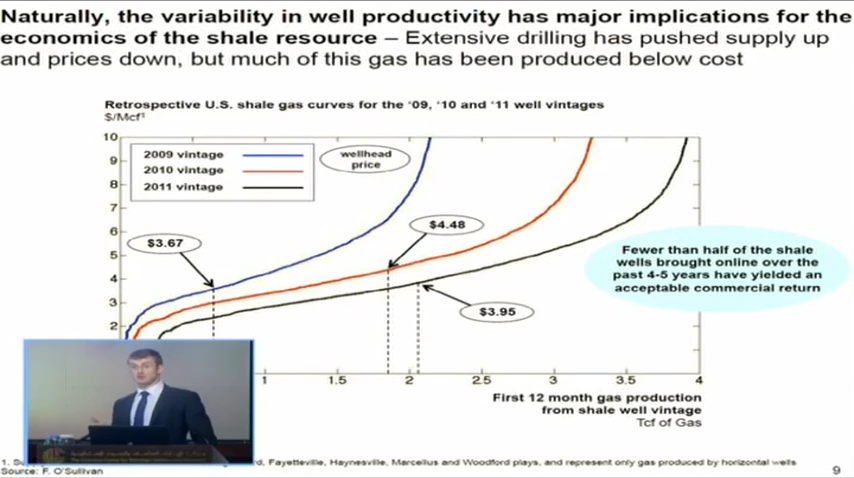 Naturally, the variability in well productivity has major implications for the
economics of the shale resource – Extensive drilling has pushed supply up
and prices down, but much of this gas has been produced below cost
Retrospective U.S. shale gas curves for the '09, '10 and '11 well vintages
$/Mcf¹
10
9
8
7
6
5
4
3
2
2009 vintage
2010 vintage
2011 vintage
wellhead
price
$3.67
$4.48
$3.95
Fewer than half of the shale
wells brought online over the
past 4-5 years have yielded an
acceptable commercial return
1
1.5
2
2.5
3
3.5
4
First 12 month gas production
from shale well vintage
Tcf of Gas
1. Fayetteville, Haynesville, Marcellus and Woodford plays, and represent only gas produced by horizontal wells
Source: F. O'Sullivan
9